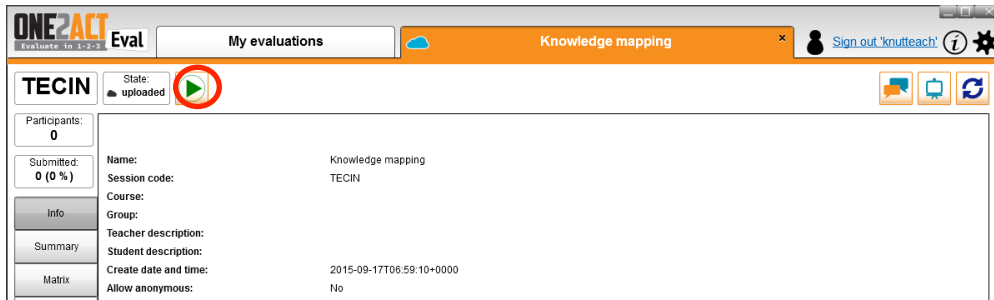 ONE2ACT
Evaluate in 1-2-3
Eval
My evaluations
Knowledge mapping
×
Sign out 'knutteach'
i
TECIN
State:
uploaded
Participants:
0
Submitted:
0 (0 %)
Info
Summary
Matrix
Name: Knowledge mapping
Session code: TECIN
Course:
Group:
Teacher description:
Student description:
Create date and time: 2015-09-17T06:59:10+0000
Allow anonymous: No